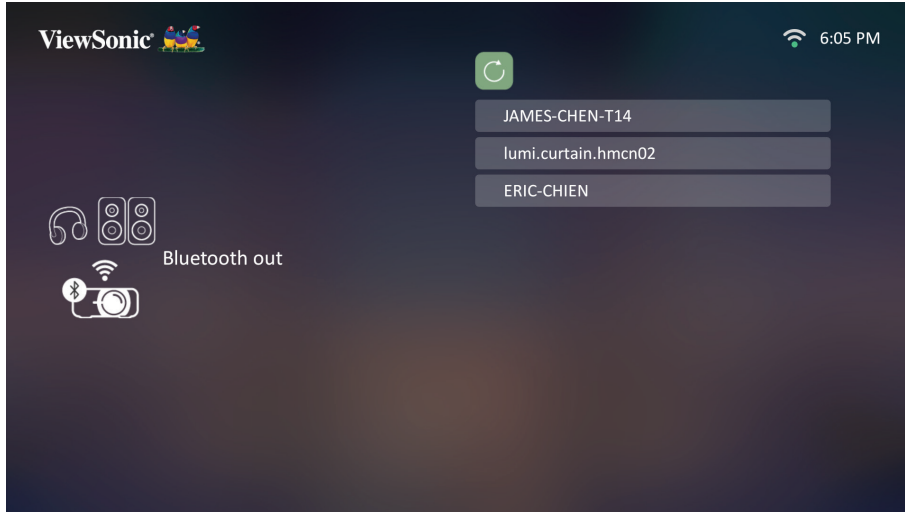 ViewSonic
6:05 PM
JAMES-CHEN-T14
lumi.curtain.hmcn02
ERIC-CHIEN
Bluetooth out